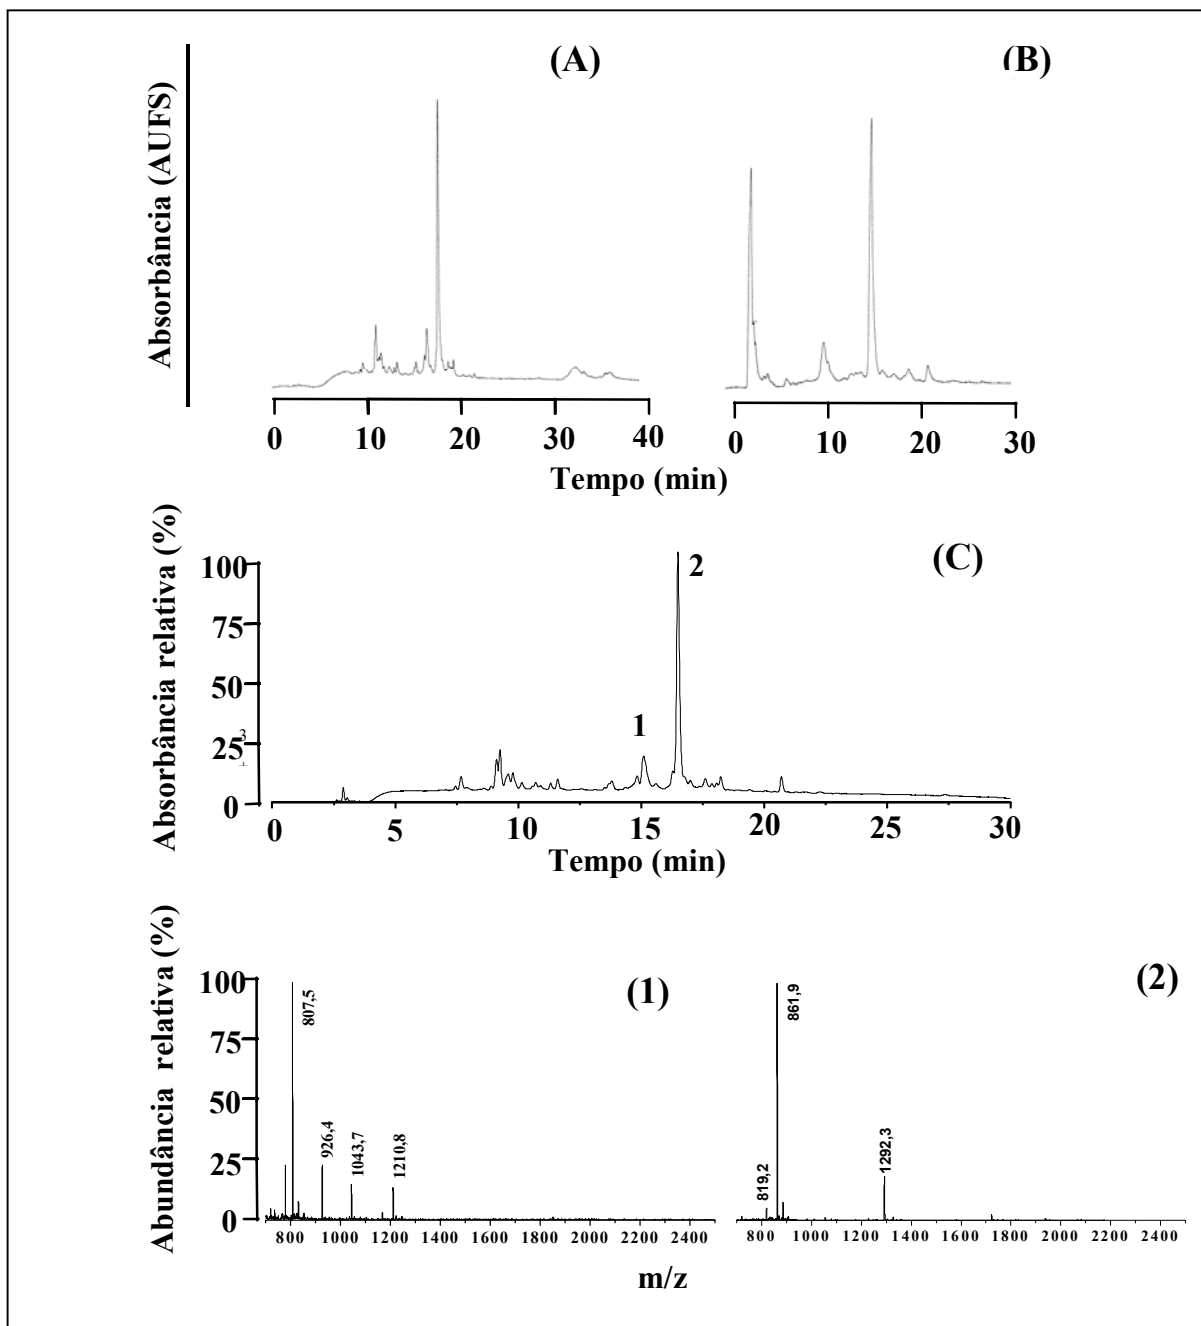 (A)
(B)
Absorbância (AUFS)
0 10 20 30 40
0 10 20 30
Tempo (min)
Absorbância relativa (%)
(C)
100
75
50
25
0
1
2
3
0 5 10 15 20 25 30
Tempo (min)
Abundância relativa (%)
100
75
50
25
0
(1)
807,5
926,4
1043,7
1210,8
800 1000 1200 1400 1600 1800 2000 2200 2400
(2)
819,2
861,9
1292,3
800 1000 1200 1400 1600 1800 2000 2200 2400
m/z